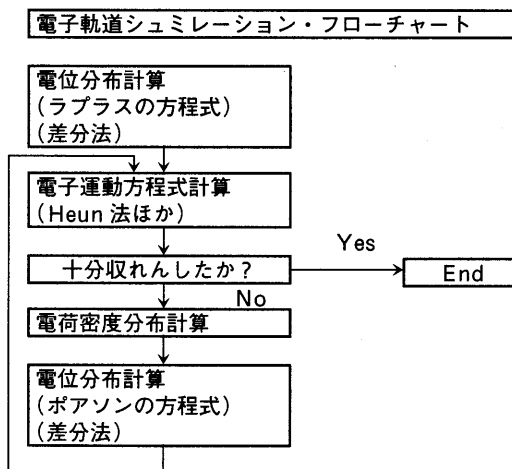 電子軌道シュミレーション・フローチャート
電位分布計算
(ラプラスの方程式)
(差分法)
電子運動方程式計算
(Heun 法ほか)
十分収れんしたか?
Yes
End
No
電荷密度分布計算
電位分布計算
(ポアソンの方程式)
(差分法)